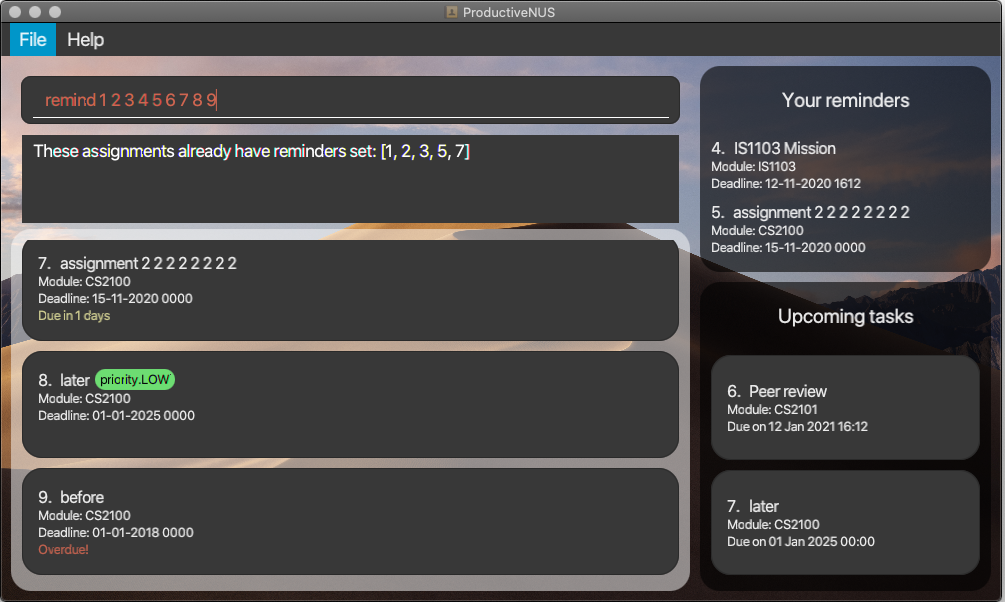 ProductiveNUS
File Help
remind 1 2 3 4 5 6 7 8 9
These assignments already have reminders set: [1, 2, 3, 5, 7]
7. assignment 2 2 2 2 2 2 2 2
Module: CS2100
Deadline: 15-11-2020 0000
Due in 1 days
8. later priority.LOW
Module: CS2100
Deadline: 01-01-2025 0000
9. before
Module: CS2100
Deadline: 01-01-2018 0000
Overdue!
Your reminders
4. IS1103 Mission
Module: IS1103
Deadline: 12-11-2020 1612
5. assignment 2 2 2 2 2 2 2 2
Module: CS2100
Deadline: 15-11-2020 0000
Upcoming tasks
6. Peer review
Module: CS2101
Due on 12 Jan 2021 16:12
7. later
Module: CS2100
Due on 01 Jan 2025 00:00